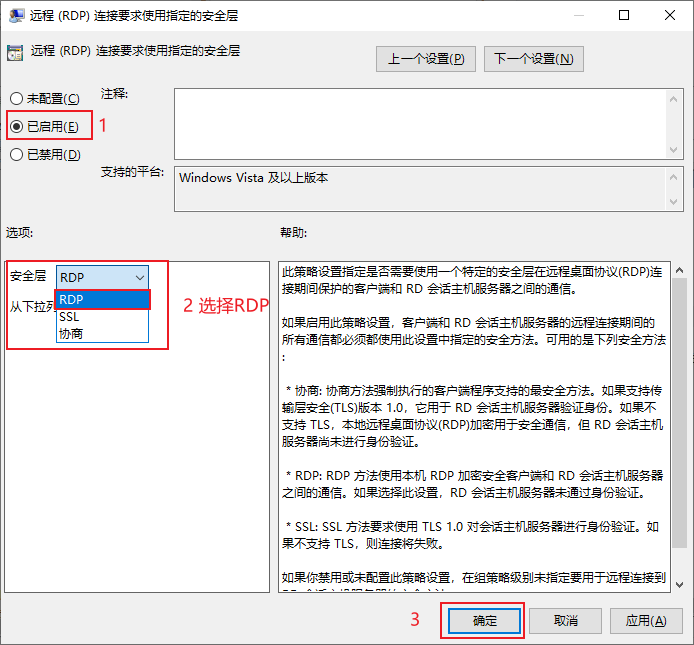 远程 (RDP) 连接要求使用指定的安全层
远程 (RDP) 连接要求使用指定的安全层
上一个设置(P)
下一个设置(N)
未配置(C)
注释:
已启用(E)
1
已禁用(D)
支持的平台:
Windows Vista 及以上版本
选项:
帮助:
安全层
RDP
从下拉列
RDP
SSL
协商
2 选择RDP
此策略设置指定是否需要使用一个特定的安全层在远程桌面协议(RDP)连
接期间保护的客户端和 RD 会话主机服务器之间的通信。
如果启用此策略设置，客户端和 RD 会话主机服务器的远程连接期间的
所有通信都必须都使用此设置中指定的安全方法。可用的是下列安全方法
:
* 协商: 协商方法强制执行的客户端程序支持的最安全方法。如果支持传
输层安全(TLS)版本 1.0，它用于 RD 会话主机服务器验证身份。如果不
支持 TLS，本地远程桌面协议(RDP)加密用于安全通信，但 RD 会话主机
服务器尚未进行身份验证。
* RDP: RDP 方法使用本机 RDP 加密安全客户端和 RD 会话主机服务器
之间的通信。如果选择此设置，RD 会话主机服务器未通过身份验证。
* SSL: SSL 方法要求使用 TLS 1.0 对会话主机服务器进行身份验证。如
果不支持 TLS，则连接将失败。
如果你禁用或未配置此策略设置，在组策略级别未指定要用于远程连接到
3
确定
取消
应用(A)